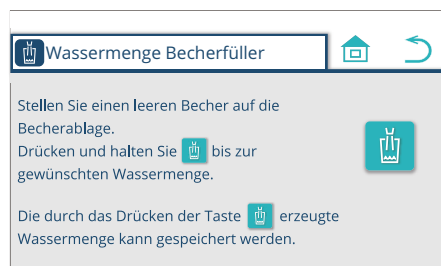 Wassermenge Becherfüller
Stellen Sie einen leeren Becher auf die
Becherablage.
Drücken und halten Sie bis zur
gewünschten Wassermenge.
Die durch das Drücken der Taste erzeugte
Wassermenge kann gespeichert werden.